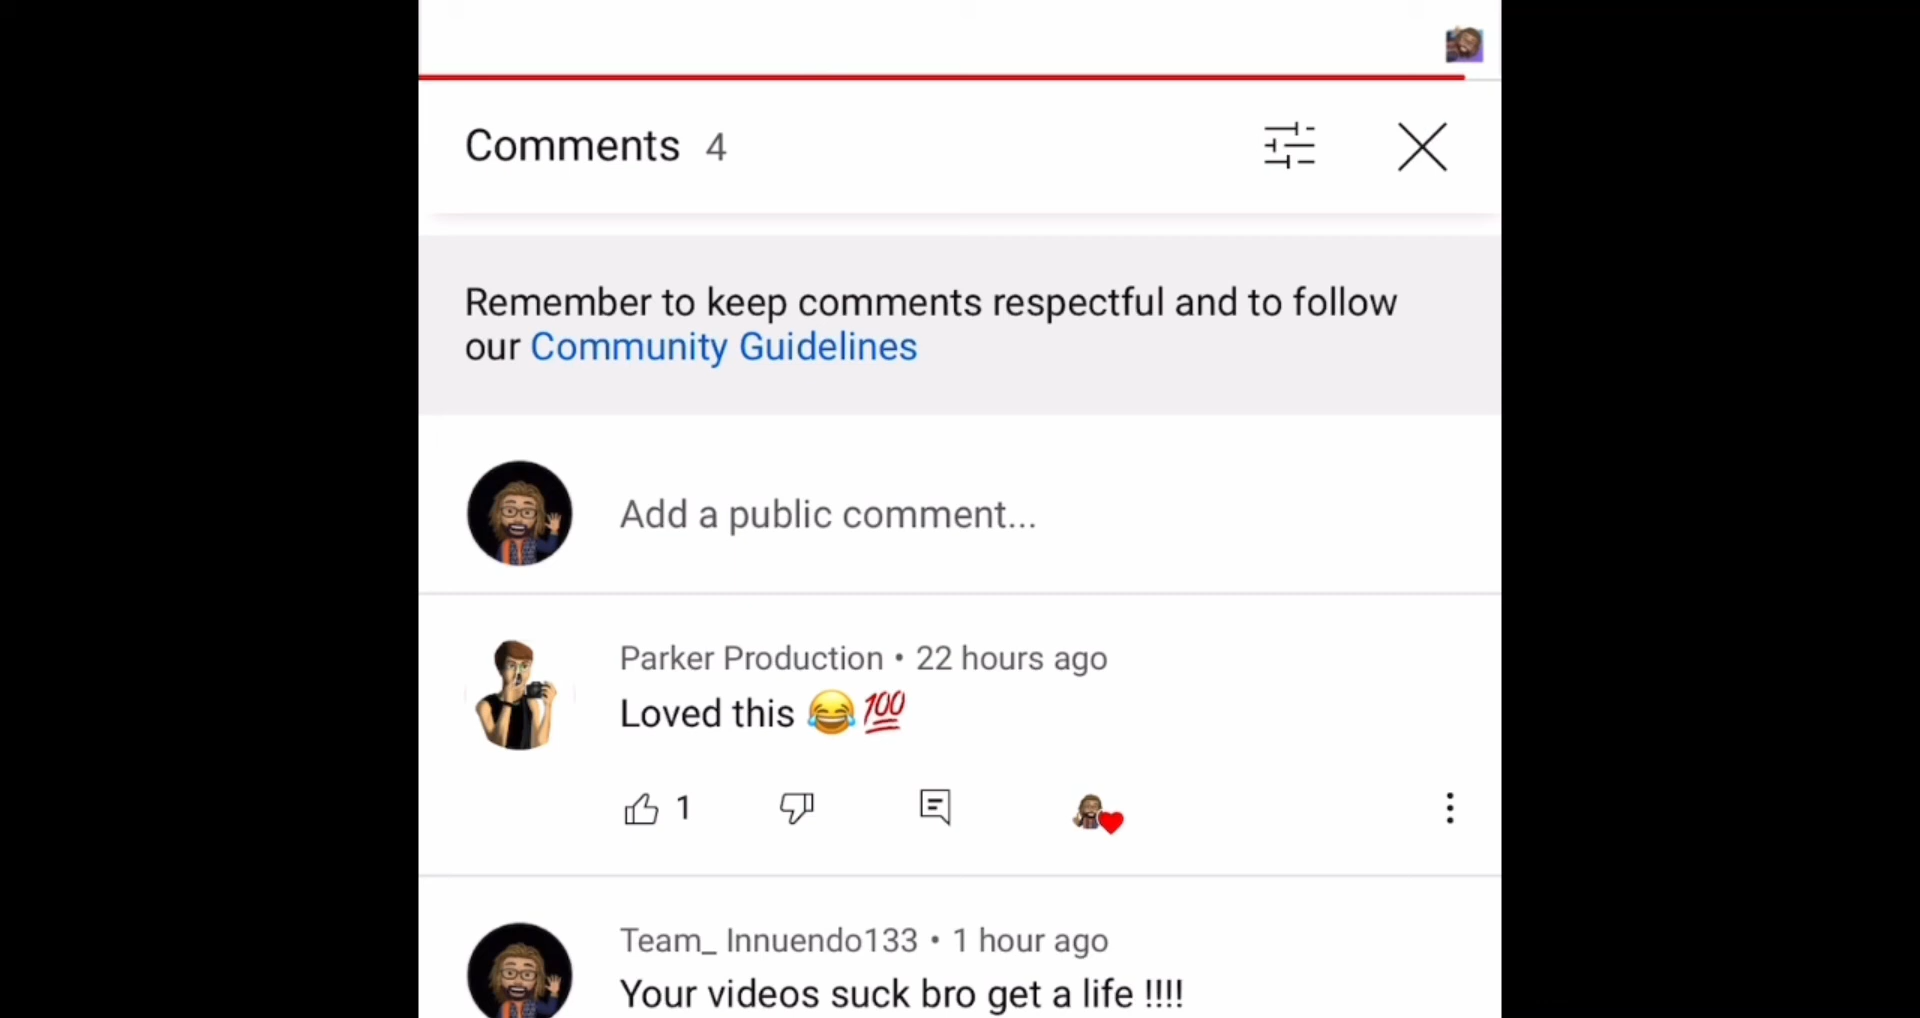 Comments 4
Remember to keep comments respectful and to follow
our Community Guidelines
Add a public comment...
Parker Production • 22 hours ago
Loved this 😂💯
1
Team_ Innuendo133 • 1 hour ago
Your videos suck bro get a life !!!!